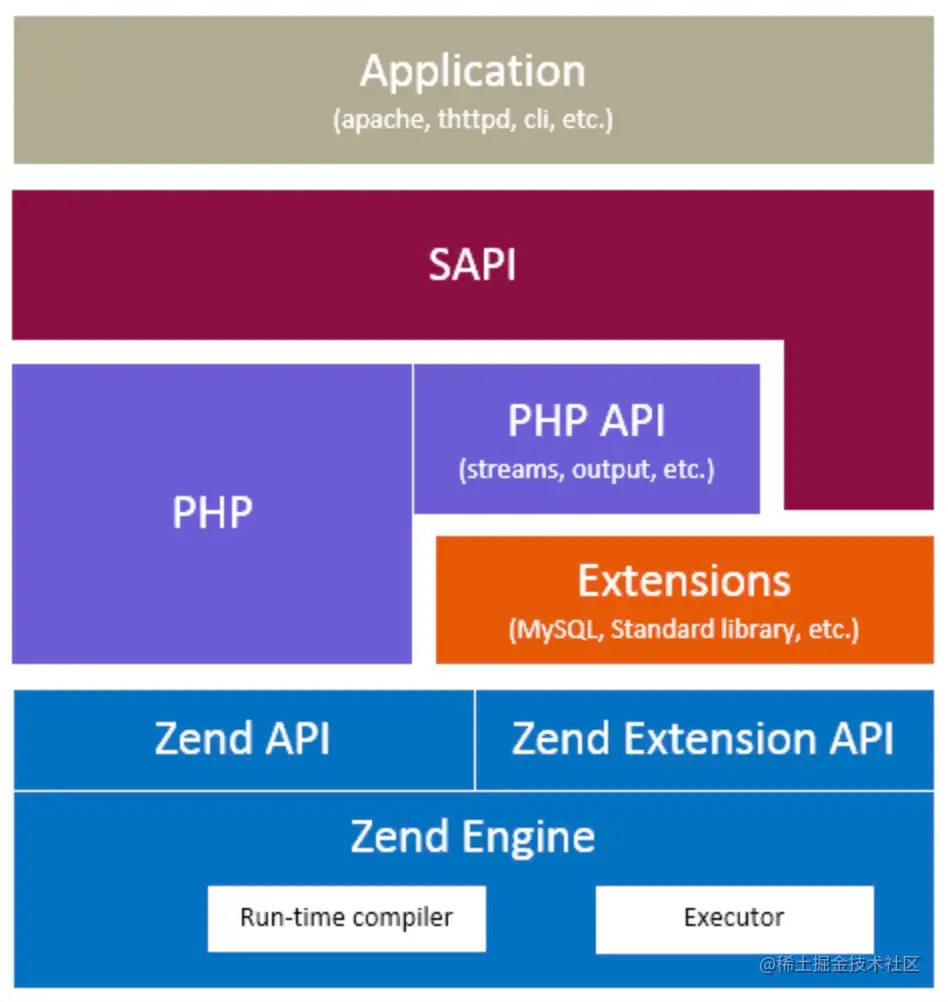 Application
(apache, thttpd, cli, etc.)
SAPI
PHP API
(streams, output, etc.)
PHP
Extensions
(MySQL, Standard library, etc.)
Zend API
Zend Extension API
Zend Engine
Run-time compiler
Executor
@稀土掘金技术社区